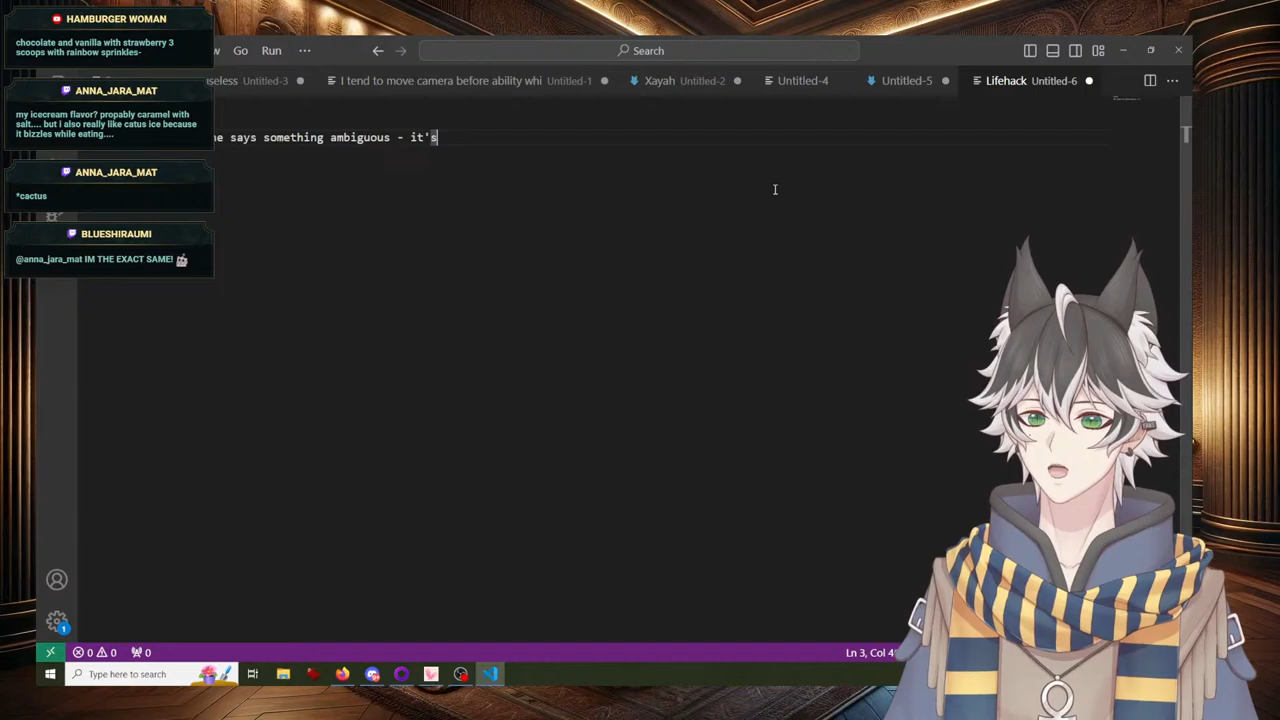 HAMBURGER WOMAN
chocolate and vanilla with strawberry 3
scoops with rainbow sprinkles-
ANNA_JARA_MAT
my icecream flavor? propably caramel with
salt.... but i also really like catus ice because
it bizzles while eating....
ANNA_JARA_MAT
*cactus
BLUESHIRAUMI
@anna_jara_mat IM THE EXACT SAME!
Go Run ···
Search
seless Untitled-3
I tend to move camera before ability whi Untitled-1
Xayah Untitled-2
Untitled-4
Untitled-5
Lifehack Untitled-6
says something ambiguous - it's
0 0 0
Ln 3, Col 4
1
Type here to search